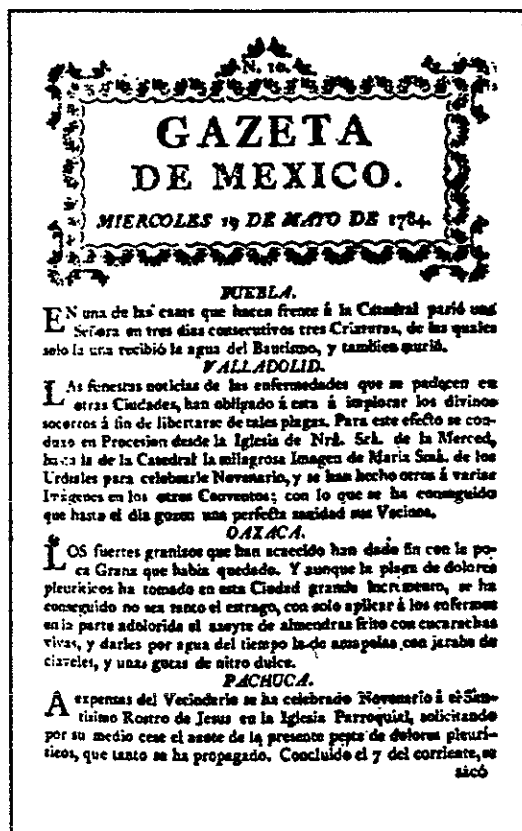 N. 10.
GAZETA
DE MEXICO.
MIERCOLES 19 DE MAYO DE 1784.
PUEBLA.
EN una de las casas que hacen frente á la Catedral parió una
Señora en tres dias consecutivos tres Criaturas, de las quales
solo la una recibió la agua del Bautismo, y tambien murió.
VALLADOLID.
LAs funestas noticias de las enfermedades que se padecen en
otras Ciudades, han obligado á esta á implorar los divinos
socorros á fin de libertarse de tales plagas. Para este efecto se con-
duxo en Procesion desde la Iglesia de Nrâ. Srâ. de la Merced,
hasta la de la Catedral la milagrosa Imagen de Maria Smâ. de los
Urdiales para celebrarle Novenario, y se han hecho otros á varias
Imágenes en los otros Conventos; con lo que se ha conseguido
que hasta el dia gozen una perfecta sanidad sus Vecinos.
OAXACA.
LOS fuertes granizos que han acaecido han dado fin con la po-
ca Grana que habia quedado. Y aunque la plaga de dolores
pleuríticos ha tomado en esta Ciudad grande incremento, se ha
conseguido no sea tanto el estrago, con solo aplicar á los enfermos
en la parte adolorida el azeyte de almendras frito con cucarachas
vivas, y darles por agua del tiempo la de amapolas con jarabe de
claveles, y unas gotas de nitro dulce.
PACHUCA.
A expensas del Vecindario se ha celebrado Novenario á el San-
tisimo Rostro de Jesus en la Iglesia Parroquial, solicitando
por su medio cese el azote de la presente peste de dolores pleurí-
ticos, que tanto se ha propagado. Concluido el 7 del corriente, se
sacó